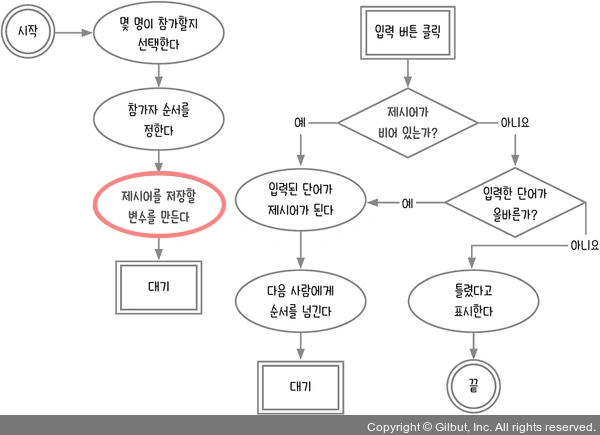 시작
몇 명이 참가할지
선택한다
참가자 순서를
정한다
제시어를 저장할
변수를 만든다
대기
입력 버튼 클릭
제시어가
비어 있는가?
예
아니요
입력된 단어가
제시어가 된다
예
입력한 단어가
올바른가?
아니요
다음 사람에게
순서를 넘긴다
틀렸다고
표시한다
대기
끝
Copyright © Gilbut, Inc. All rights reserved.